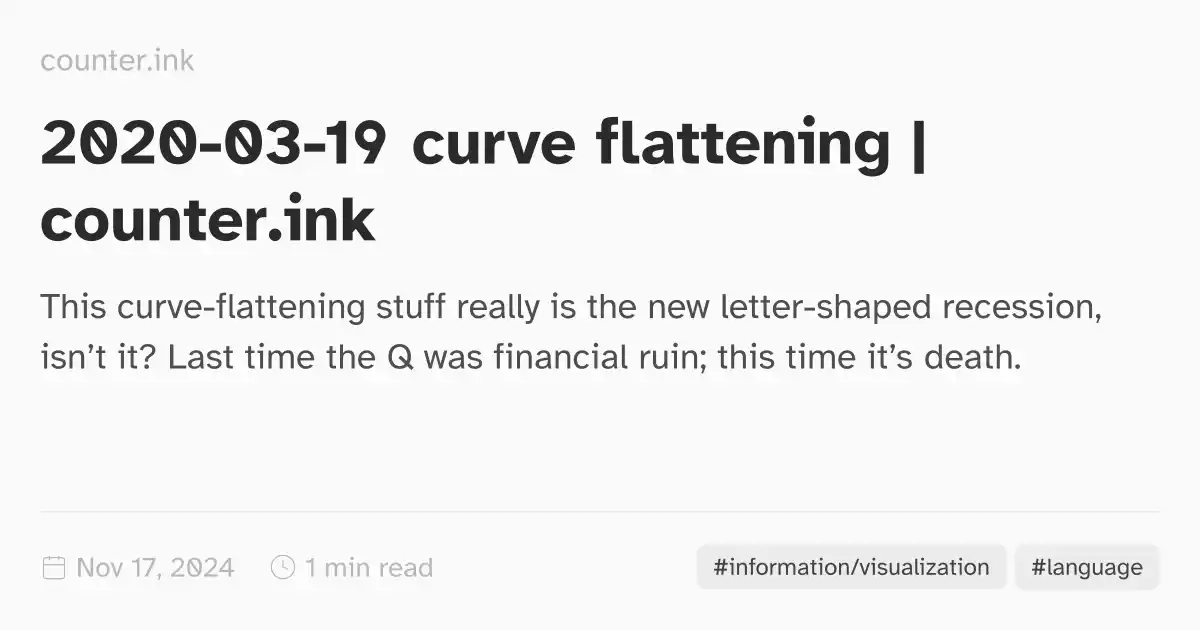 counter.ink
2020-03-19 curve flattening |
counter.ink
This curve-flattening stuff really is the new letter-shaped recession,
isn’t it? Last time the Q was financial ruin; this time it’s death.
Nov 17, 2024 1 min read #information/visualization #language